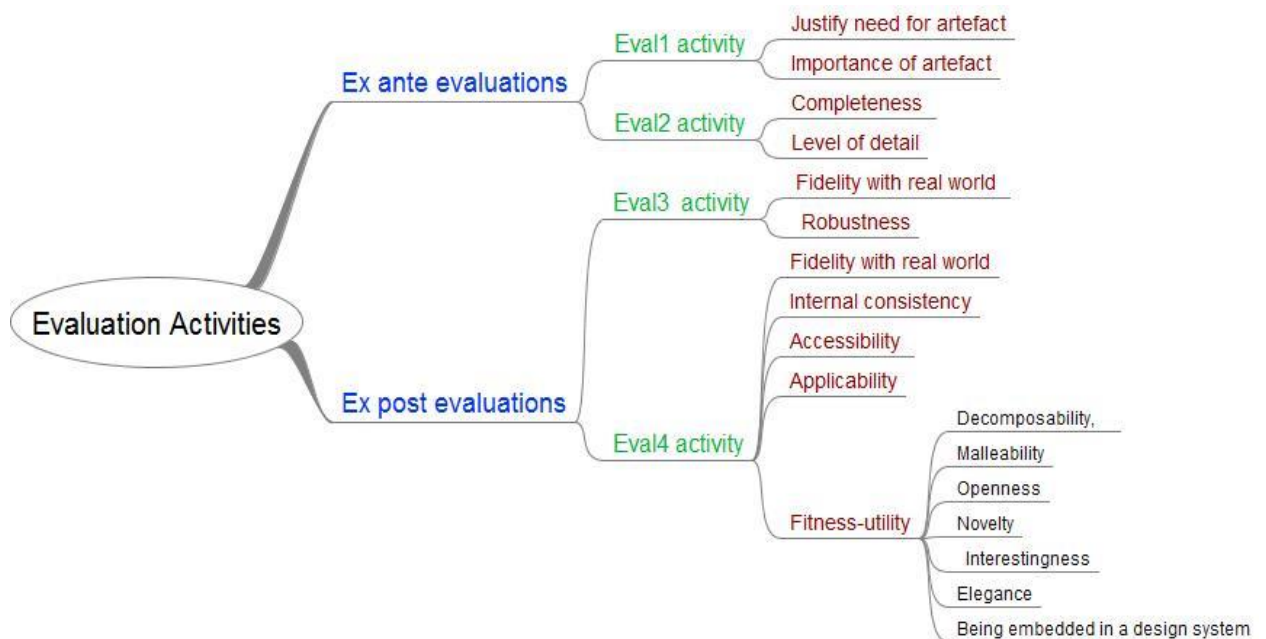 Evaluation Activities
Ex ante evaluations
Eval1 activity
Justify need for artefact
Importance of artefact
Eval2 activity
Completeness
Level of detail
Ex post evaluations
Eval3  activity
Fidelity with real world
Robustness
Eval4 activity
Fidelity with real world
Internal consistency
Accessibility
Applicability
Fitness-utility
Decomposability,
Malleability
Openness
Novelty
Interestingness
Elegance
Being embedded in a design system